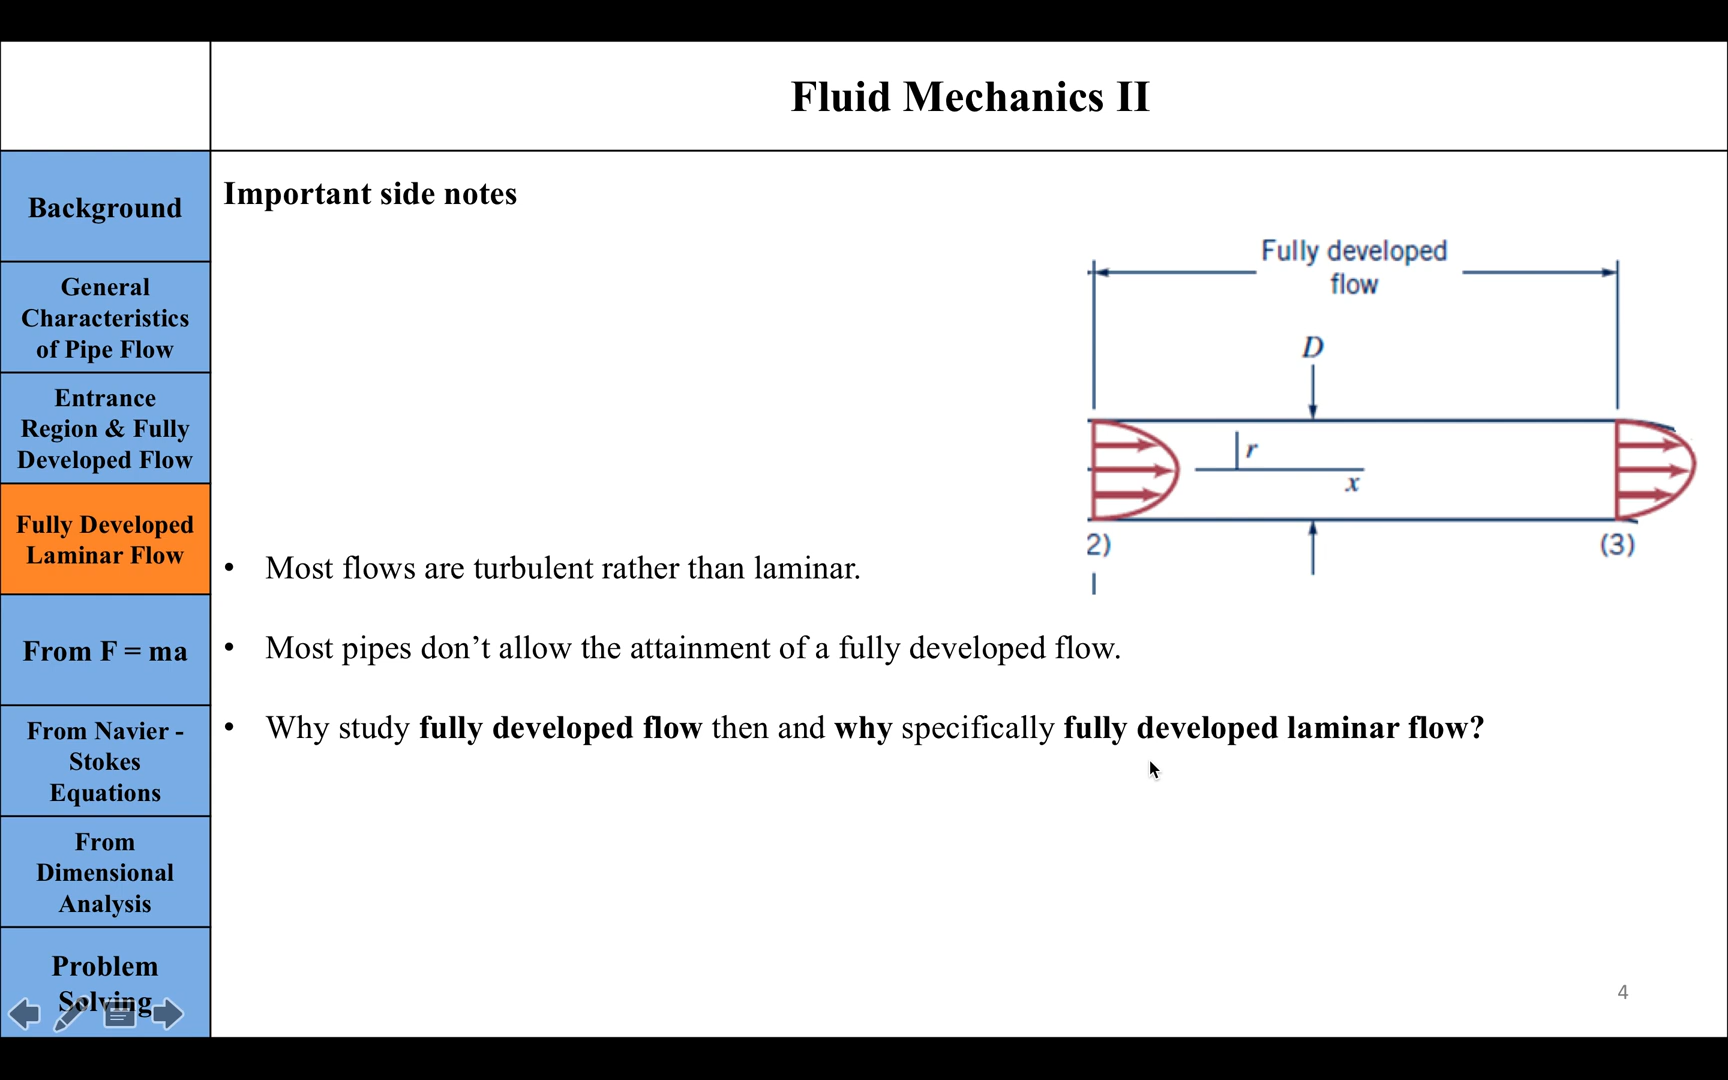 Fluid Mechanics II
Background
General
Characteristics
of Pipe Flow
Entrance
Region & Fully
Developed Flow
Fully Developed
Laminar Flow
From F = ma
From Navier -
Stokes
Equations
From
Dimensional
Analysis
Problem
Solving
Important side notes
Fully developed
flow
D
r
x
2)
(3)
• Most flows are turbulent rather than laminar.
• Most pipes don’t allow the attainment of a fully developed flow.
• Why study fully developed flow then and why specifically fully developed laminar flow?
4